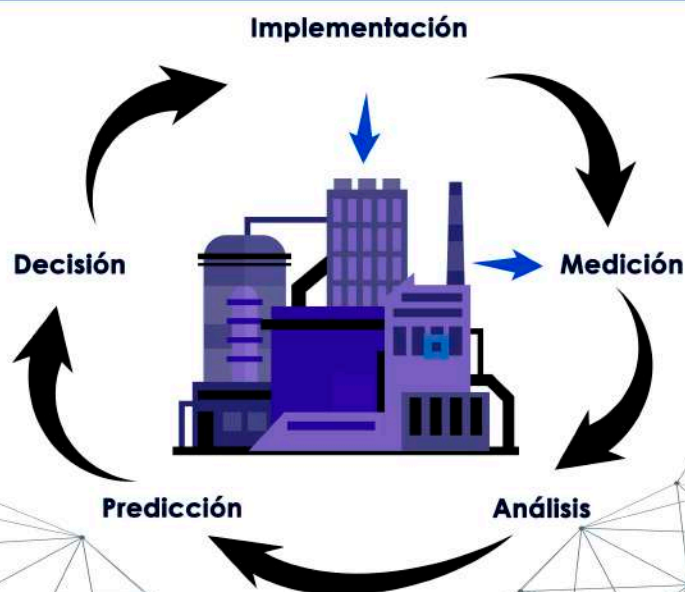 Implementación
Decisión
Medición
Predicción
Análisis